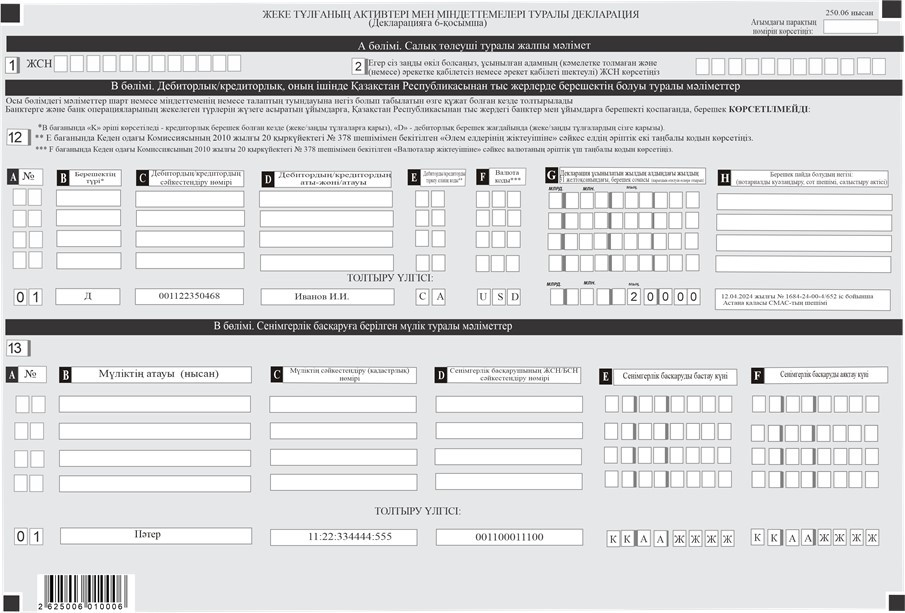 ЖЕКЕ ТҰЛҒАНЫҢ АКТИВТЕРІ МЕН МІНДЕТТЕМЕЛЕРІ ТУРАЛЫ ДЕКЛАРАЦИЯ
(Декларацияға 6-қосымша)
250.06 нысан
Ағымдағы парақтың
нөмірін көрсетіңіз:
А бөлімі. Салық төлеуші туралы жалпы мәлімет
1 ЖСН
2 Егер сіз заңды өкіл болсаңыз, ұсынылған адамның (кәмелетке толмаған және
(немесе) әрекетке қабілетсіз немесе әрекет қабілеті шектеулі) ЖСН көрсетіңіз
В бөлімі. Дебиторлық/кредиторлық, оның ішінде Қазақстан Республикасынан тыс жерлерде берешектің болуы туралы мәліметтер
Осы бөлімдегі мәліметтер шарт немесе міндеттеменің немесе талаптың туындауына негіз болып табылатын өзге құжат болған кезде толтырылады
Банктерге және банк операцияларының жекелеген түрлерін жүзеге асыратын ұйымдарға, Қазақстан Республикасынан тыс жердегі банктер мен ұйымдарға берешекті қоспағанда, берешек КӨРСЕТІЛМЕЙДІ:
12
*В бағанында «К» әріпі көрсетіледі - кредиторлық берешек болған кезде (жеке/заңды тұлғаларға қарыз), «D» - дебиторлық берешек жағдайында (жеке/заңды тұлғалардың сізге қарызы).
** Е бағанында Кеден одағы Комиссиясының 2010 жылғы 20 қыркүйектегі № 378 шешімімен бекітілген «Әлем елдерінің жіктеуішіне» сәйкес елдің әріптік екі таңбалы кодын көрсетіңіз.
*** F бағанында Кеден одағы Комиссиясының 2010 жылғы 20 қыркүйектегі № 378 шешімімен бекітілген «Валюталар жіктеуішіне» сәйкес валютаның әріптік үш таңбалы кодын көрсетіңіз.
A №
B Берешектің
түрі*
C Дебитордың/кредитордың
сәйкестендіру нөмірі
D Дебитордың/кредитордың
аты-жөні/атауы
E
F Валюта
коды***
G Декларация ұсынылатын жылдың алдындағы жылдың
H Берешек пайда болудың негізі:
(нотариалды куәландыру, сот шешімі, салыстыру актісі)
МЛРД. МЛН. тың.
ТОЛТЫРУ ҮЛГІСІ:
МЛРД. МЛН. тың.
0 1 Д 001122350468 Иванов И.И. C A U S D 2 0 0 0 0
12.04.2024 жылғы № 1684-24-00-4/652 іс бойынша
Астана қаласы СМАС-тың шешімі
В бөлімі. Сенімгерлік басқаруға берілген мүлік туралы мәліметтер
13
A №
B Мүліктің атауы (нысан)
C Мүліктің сәйкестендіру (кадастрлық)
нөмірі
D Сенімгерлік басқарушының ЖСН/БСН
сәйкестендіру нөмірі
E Сенімгерлік басқаруды бастау күні
F Сенімгерлік басқаруды аяқтау күні
ТОЛТЫРУ ҮЛГІСІ:
0 1 Пәтер 11:22:334444:555 001100011100 К К А А Ж Ж Ж Ж К К А А Ж Ж Ж Ж
2 625006 010006